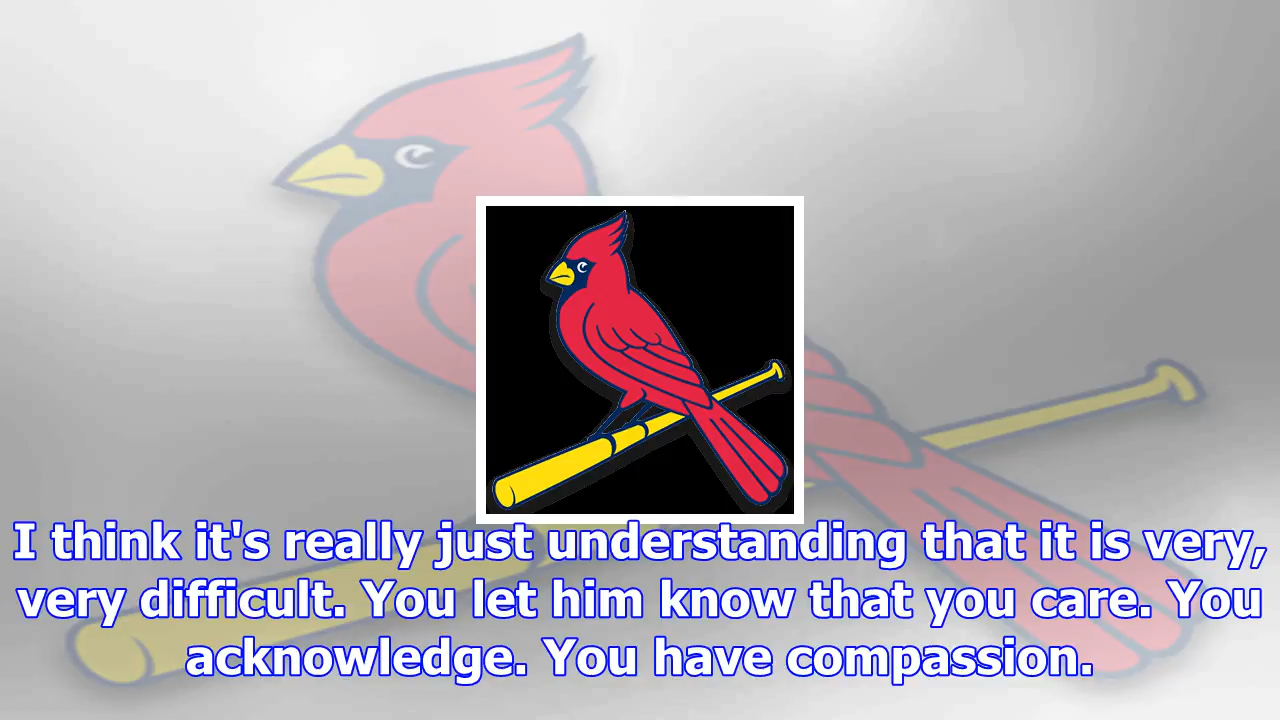 I think it's really just understanding that it is very,
very difficult. You let him know that you care. You
acknowledge. You have compassion.